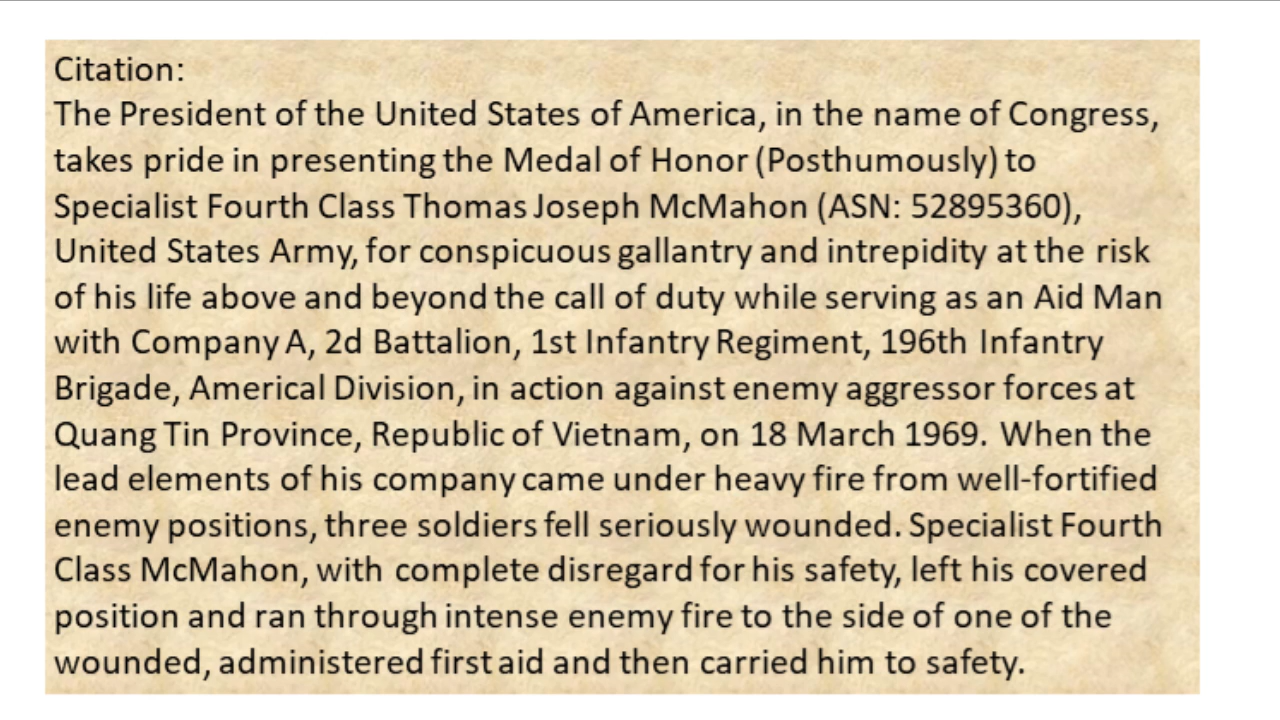 Citation:
The President of the United States of America, in the name of Congress,
takes pride in presenting the Medal of Honor (Posthumously) to
Specialist Fourth Class Thomas Joseph McMahon (ASN: 52895360),
United States Army, for conspicuous gallantry and intrepidity at the risk
of his life above and beyond the call of duty while serving as an Aid Man
with Company A, 2d Battalion, 1st Infantry Regiment, 196th Infantry
Brigade, Americal Division, in action against enemy aggressor forces at
Quang Tin Province, Republic of Vietnam, on 18 March 1969. When the
lead elements of his company came under heavy fire from well-fortified
enemy positions, three soldiers fell seriously wounded. Specialist Fourth
Class McMahon, with complete disregard for his safety, left his covered
position and ran through intense enemy fire to the side of one of the
wounded, administered first aid and then carried him to safety.